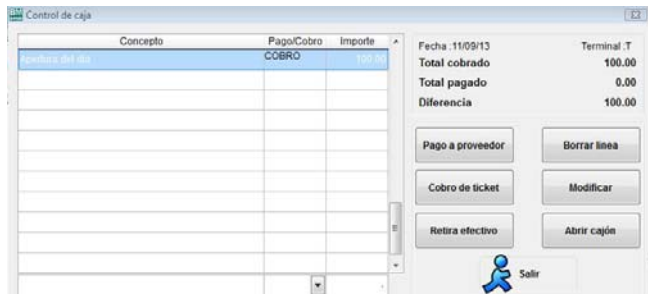 Control de caja
Concepto Pago/Cobro Importe
Apertura del dia COBRO 100.00
Fecha :11/09/13 Terminal :T
Total cobrado 100.00
Total pagado 0.00
Diferencia 100.00
Pago a proveedor Borrar linea
Cobro de ticket Modificar
Retira efectivo Abrir cajón
Salir